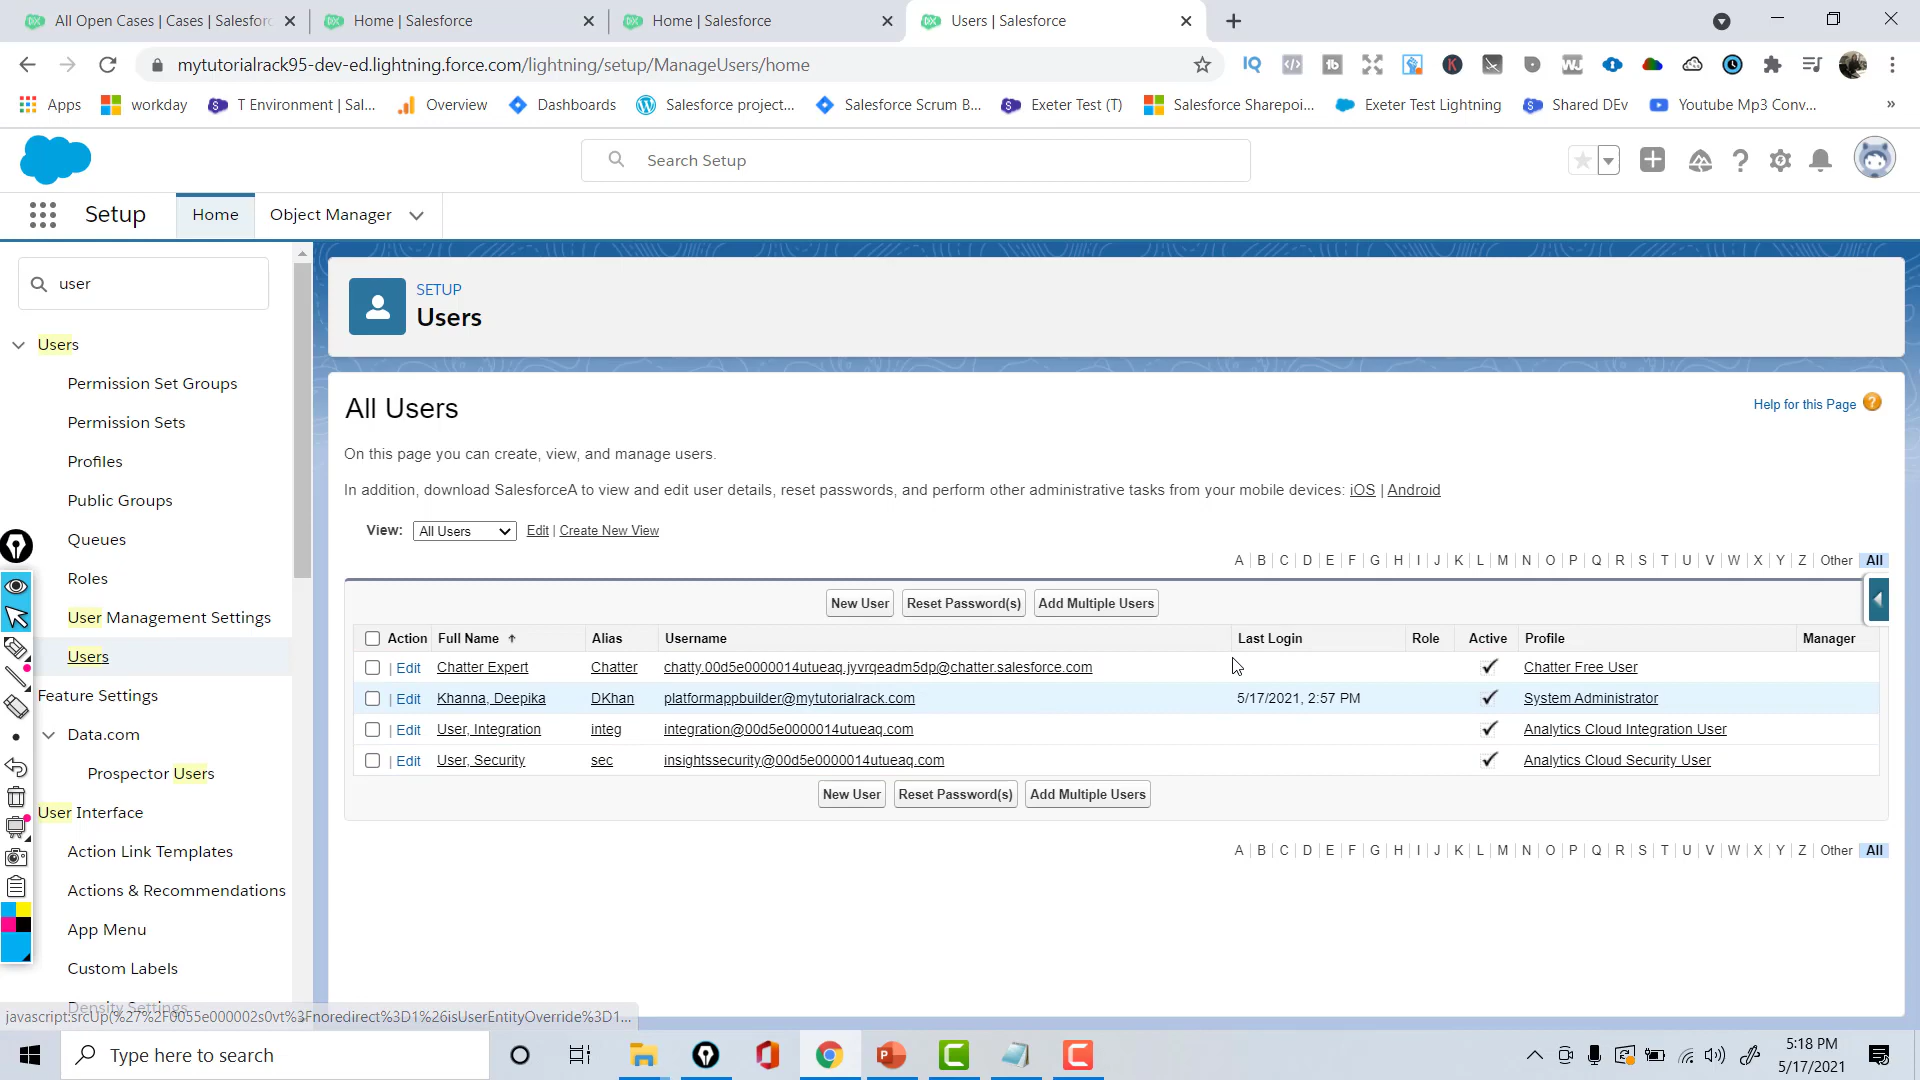 All Open Cases | Cases | Salesforc
Home | Salesforce
Home | Salesforce
Users | Salesforce
mytutorialrack95-dev-ed.lightning.force.com/lightning/setup/ManageUsers/home
Apps
workday
T Environment | Sal...
Overview
Dashboards
Salesforce project...
Salesforce Scrum B...
Exeter Test (T)
Salesforce Sharepoi...
Exeter Test Lightning
Shared DEv
Youtube Mp3 Conv...
»
Search Setup
Setup
Home
Object Manager
user
Users
Permission Set Groups
Permission Sets
Profiles
Public Groups
Queues
Roles
User Management Settings
Users
Feature Settings
Data.com
Prospector Users
User Interface
Action Link Templates
Actions & Recommendations
App Menu
Custom Labels
Density Settings
SETUP
Users
All Users
Help for this Page
On this page you can create, view, and manage users.
In addition, download SalesforceA to view and edit user details, reset passwords, and perform other administrative tasks from your mobile devices: iOS | Android
View: All Users Edit | Create New View
A | B | C | D | E | F | G | H | I | J | K | L | M | N | O | P | Q | R | S | T | U | V | W | X | Y | Z | Other | All
New User Reset Password(s) Add Multiple Users
Action Full Name Alias Username Last Login Role Active Profile Manager
| Edit Chatter Expert Chatter chatty.00d5e0000014utueaq.jyvrqeadm5dp@chatter.salesforce.com Chatter Free User
| Edit Khanna, Deepika DKhan platformappbuilder@mytutorialrack.com 5/17/2021, 2:57 PM System Administrator
| Edit User, Integration integ integration@00d5e0000014utueaq.com Analytics Cloud Integration User
| Edit User, Security sec insightssecurity@00d5e0000014utueaq.com Analytics Cloud Security User
New User Reset Password(s) Add Multiple Users
A | B | C | D | E | F | G | H | I | J | K | L | M | N | O | P | Q | R | S | T | U | V | W | X | Y | Z | Other | All
javascript:srcUp(%27%2F0055e000002s0vt%3Fnoredirect%3D1%26isUserEntityOverride%3D1...
Type here to search
5:18 PM
5/17/2021